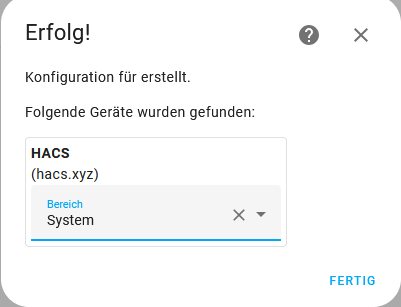 Erfolg!
Konfiguration für erstellt.
Folgende Geräte wurden gefunden:
HACS
(hacs.xyz)
Bereich
System
FERTIG